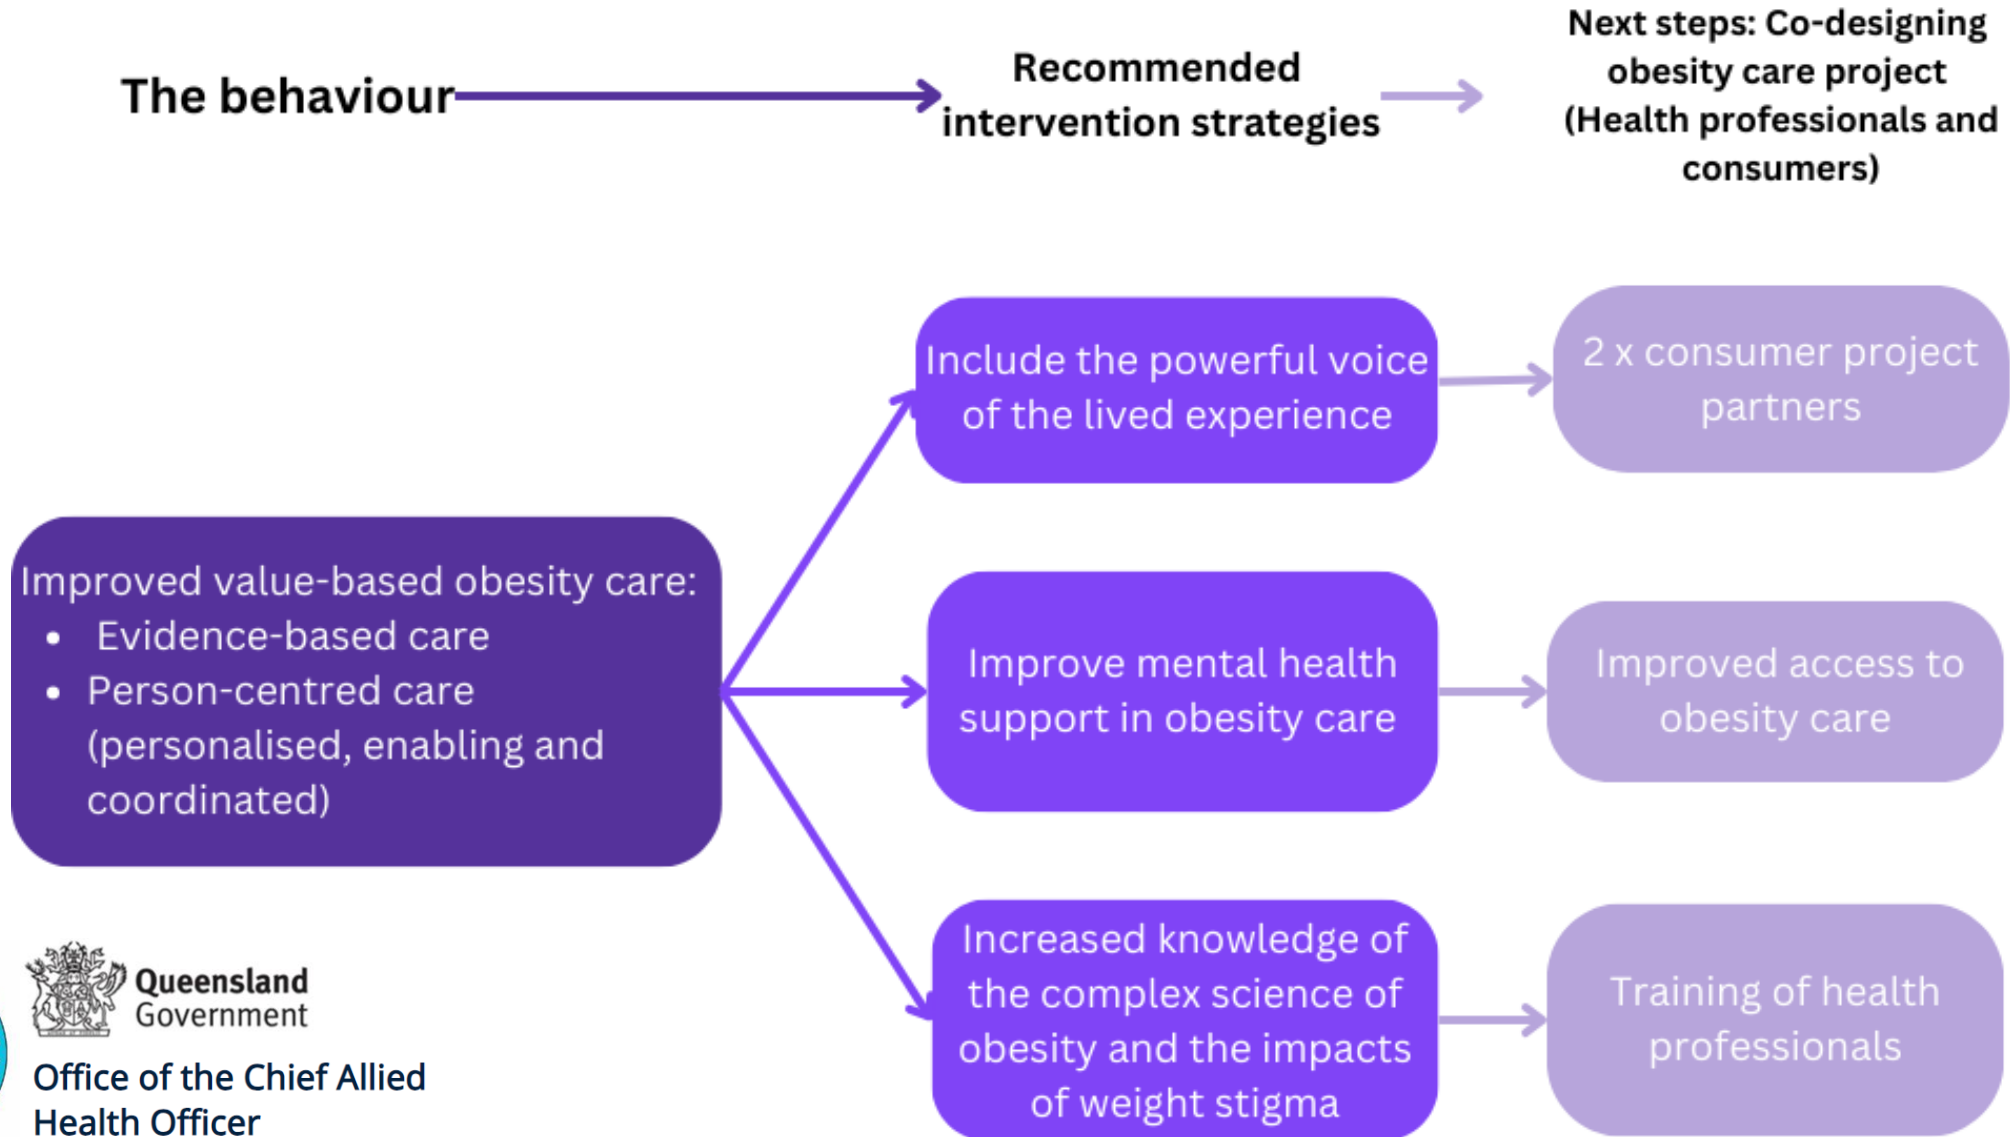 The behaviour
Recommended
intervention strategies
Next steps: Co-designing
obesity care project
(Health professionals and
consumers)
Improved value-based obesity care:
• Evidence-based care
• Person-centred care
(personalised, enabling and
coordinated)
Include the powerful voice
of the lived experience
2 x consumer project
partners
Improve mental health
support in obesity care
Improved access to
obesity care
Increased knowledge of
the complex science of
obesity and the impacts
of weight stigma
Training of health
professionals
Queensland
Government
Office of the Chief Allied
Health Officer